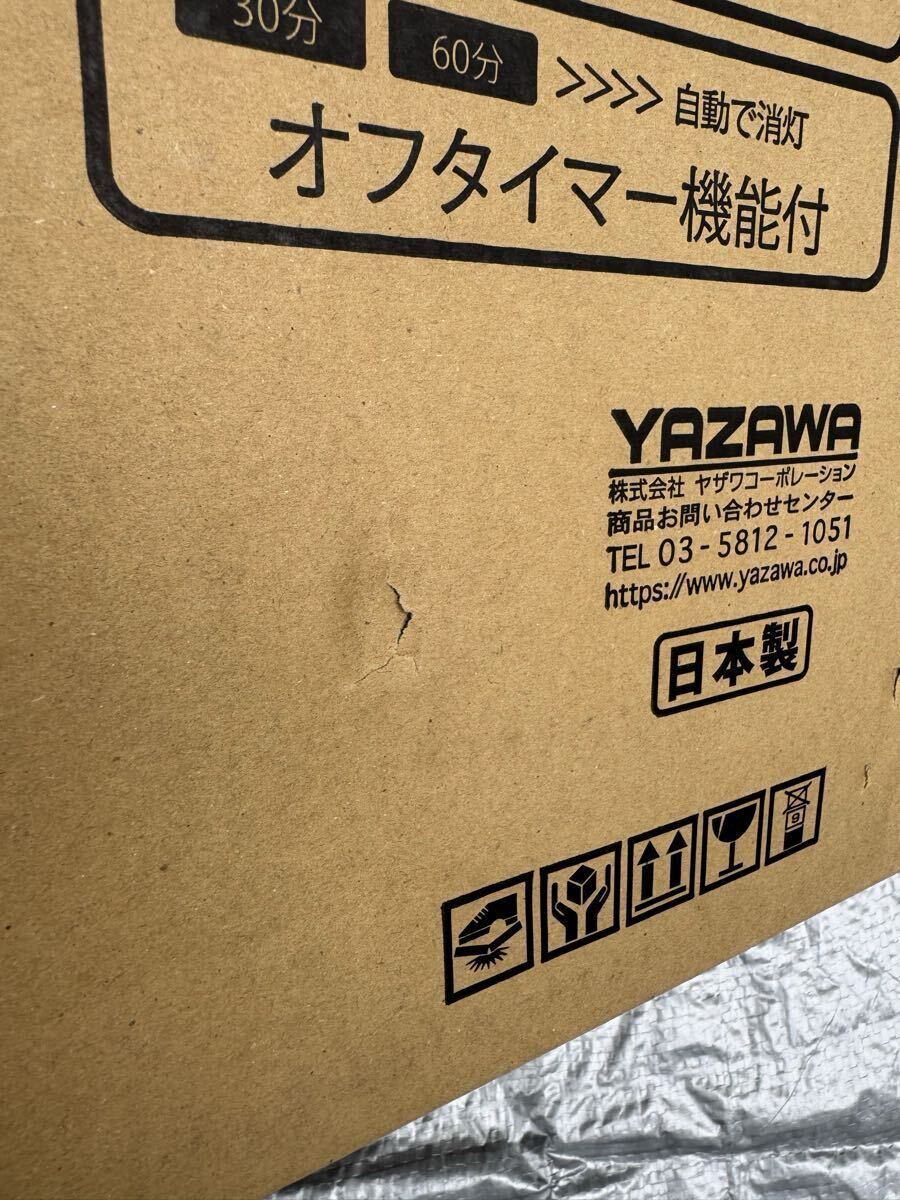 30分
60分
自動で消灯
オフタイマー機能付
YAZAWA
株式会社 ヤザワコーポレーション
商品お問い合わせセンター
TEL 03-5812-1051
https://www.yazawa.co.jp
日本製
9